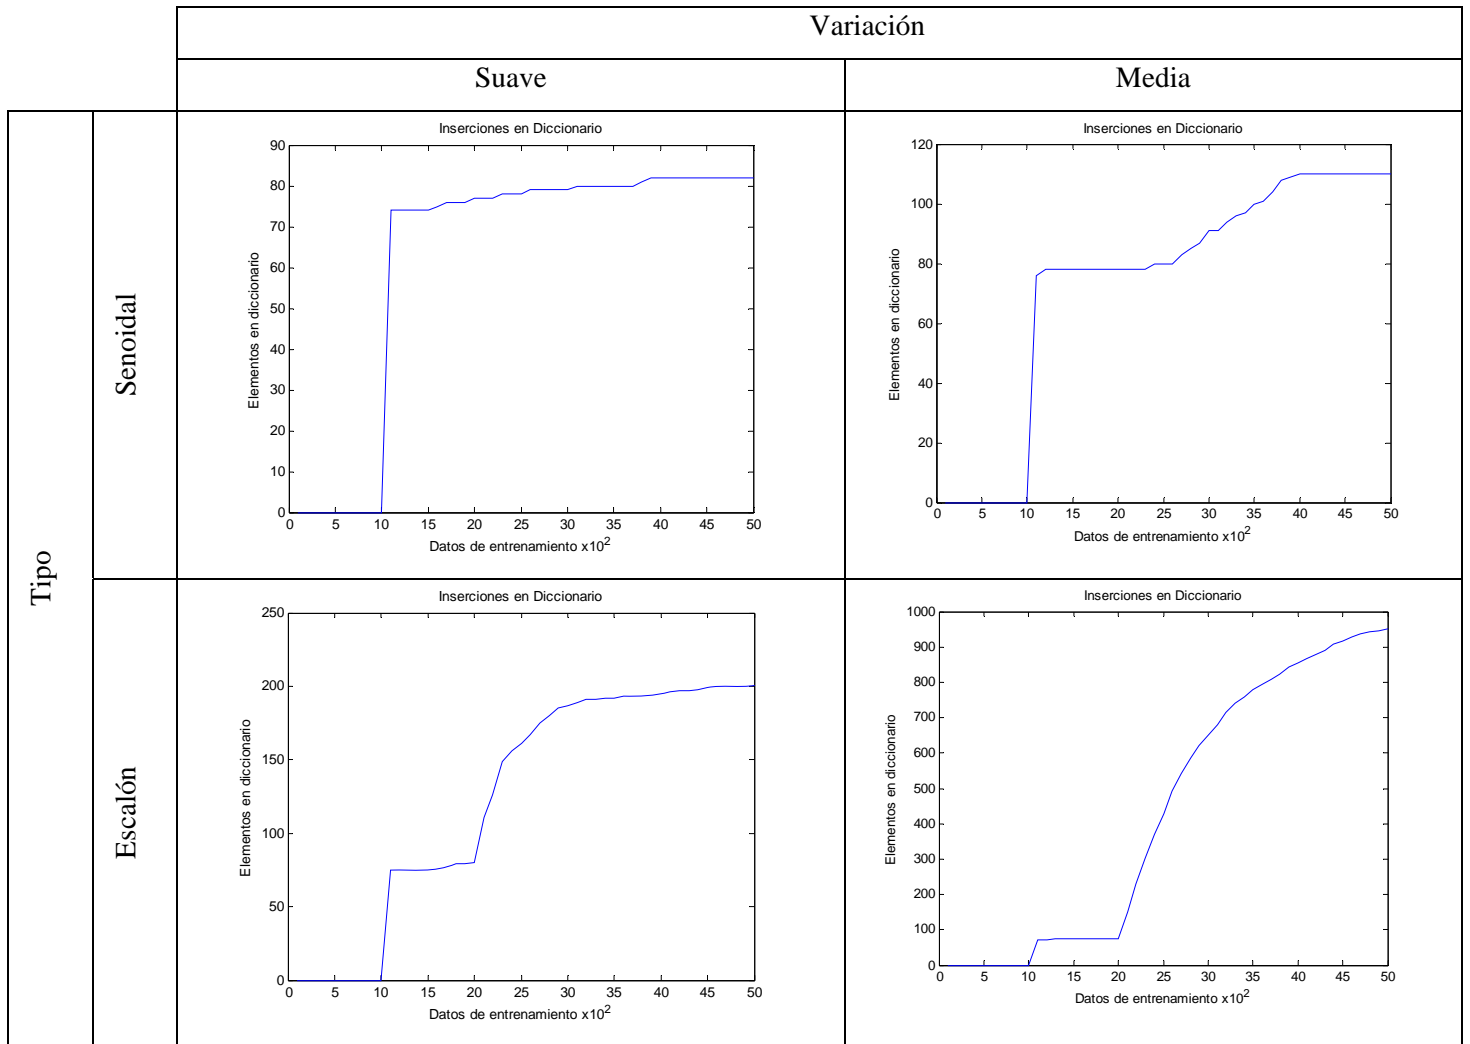 Variación
Suave
Media
Tipo
Senoidal
Inserciones en Diccionario
Elementos en diccionario
90
80
70
60
50
40
30
20
10
0
0 5 10 15 20 25 30 35 40 45 50
Datos de entrenamiento x10²
Inserciones en Diccionario
Elementos en diccionario
120
100
80
60
40
20
0
0 5 10 15 20 25 30 35 40 45 50
Datos de entrenamiento x10²
Escalón
Inserciones en Diccionario
Elementos en diccionario
250
200
150
100
50
0
0 5 10 15 20 25 30 35 40 45 50
Datos de entrenamiento x10²
Inserciones en Diccionario
Elementos en diccionario
1000
900
800
700
600
500
400
300
200
100
0
0 5 10 15 20 25 30 35 40 45 50
Datos de entrenamiento x10²